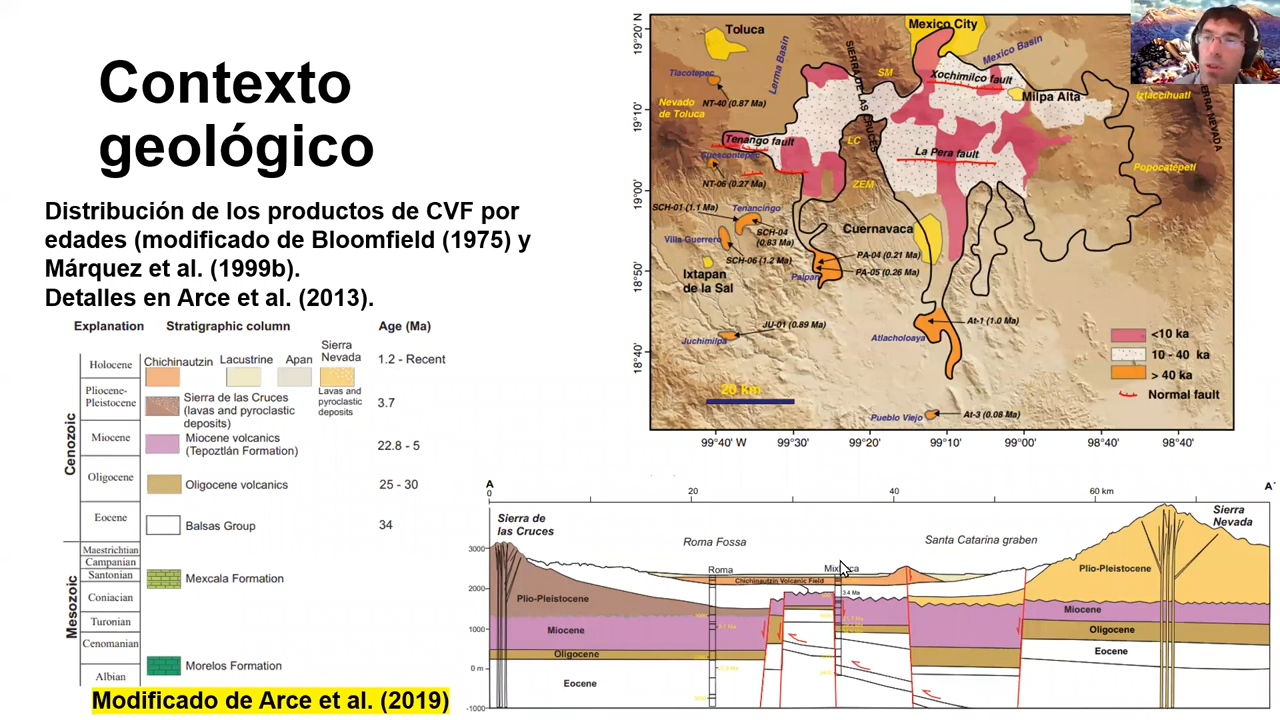 Contexto
geológico
Distribución de los productos de CVF por
edades (modificado de Bloomfield (1975) y
Márquez et al. (1999b).
Detalles en Arce et al. (2013).
Explanation
Stratigraphic column
Age (Ma)
Cenozoic
Mesozoic
Holocene
Chichinautzin
Lacustrine
Apan
Sierra
Nevada
1.2 - Recent
Lavas and
pyroclastic
deposits
Pliocene-
Pleistocene
Sierra de las Cruces
(lavas and pyroclastic
deposits)
3.7
Miocene
Miocene volcanics
(Tepoztlán Formation)
22.8 - 5
Oligocene
Oligocene volcanics
25 - 30
Eocene
Balsas Group
34
Maestrichtian
Campanian
Santonian
Mexcala Formation
Coniacian
Turonian
Cenomanian
Albian
Morelos Formation
Modificado de Arce et al. (2019)
19°20' N
19°10'
19°00'
18°50'
18°40'
Toluca
Mexico City
Lerma Basin
SIERRA DE LAS CRUCES
SM
Mexico Basin
Tlacotepec
Xochimilco fault
NT-40 (0.87 Ma)
Nevado
de Toluca
Milpa Alta
Iztaccíhuatl
Tenango fault
LC
La Pera fault
Popocatépetl
NT-06 (0.27 Ma)
ZEM
SCH-01 (1.1 Ma)
Tenancingo
SCH-04
(0.83 Ma)
Cuernavaca
Villa Guerrero
SCH-06 (1.2 Ma)
PA-04 (0.21 Ma)
PA-05 (0.26 Ma)
Ixtapan
de la Sal
JU-01 (0.89 Ma)
Juchimilpa
At-1 (1.0 Ma)
Atlacholoaya
<10 ka
10 - 40 ka
> 40 ka
Normal fault
20 km
Pueblo Viejo
At-3 (0.08 Ma)
99°40' W
99°30'
99°20'
99°10'
99°00'
98°40'
98°40'
A
A´
0
20
40
60 km
Sierra de
las Cruces
Roma Fossa
Santa Catarina graben
Sierra
Nevada
3000
2000
1000
0 m
-1000
Roma
Chichinautzin Volcanic Field
3.4 Ma
Plio-Pleistocene
Plio-Pleistocene
Miocene
Miocene
Oligocene
Oligocene
Eocene
Eocene